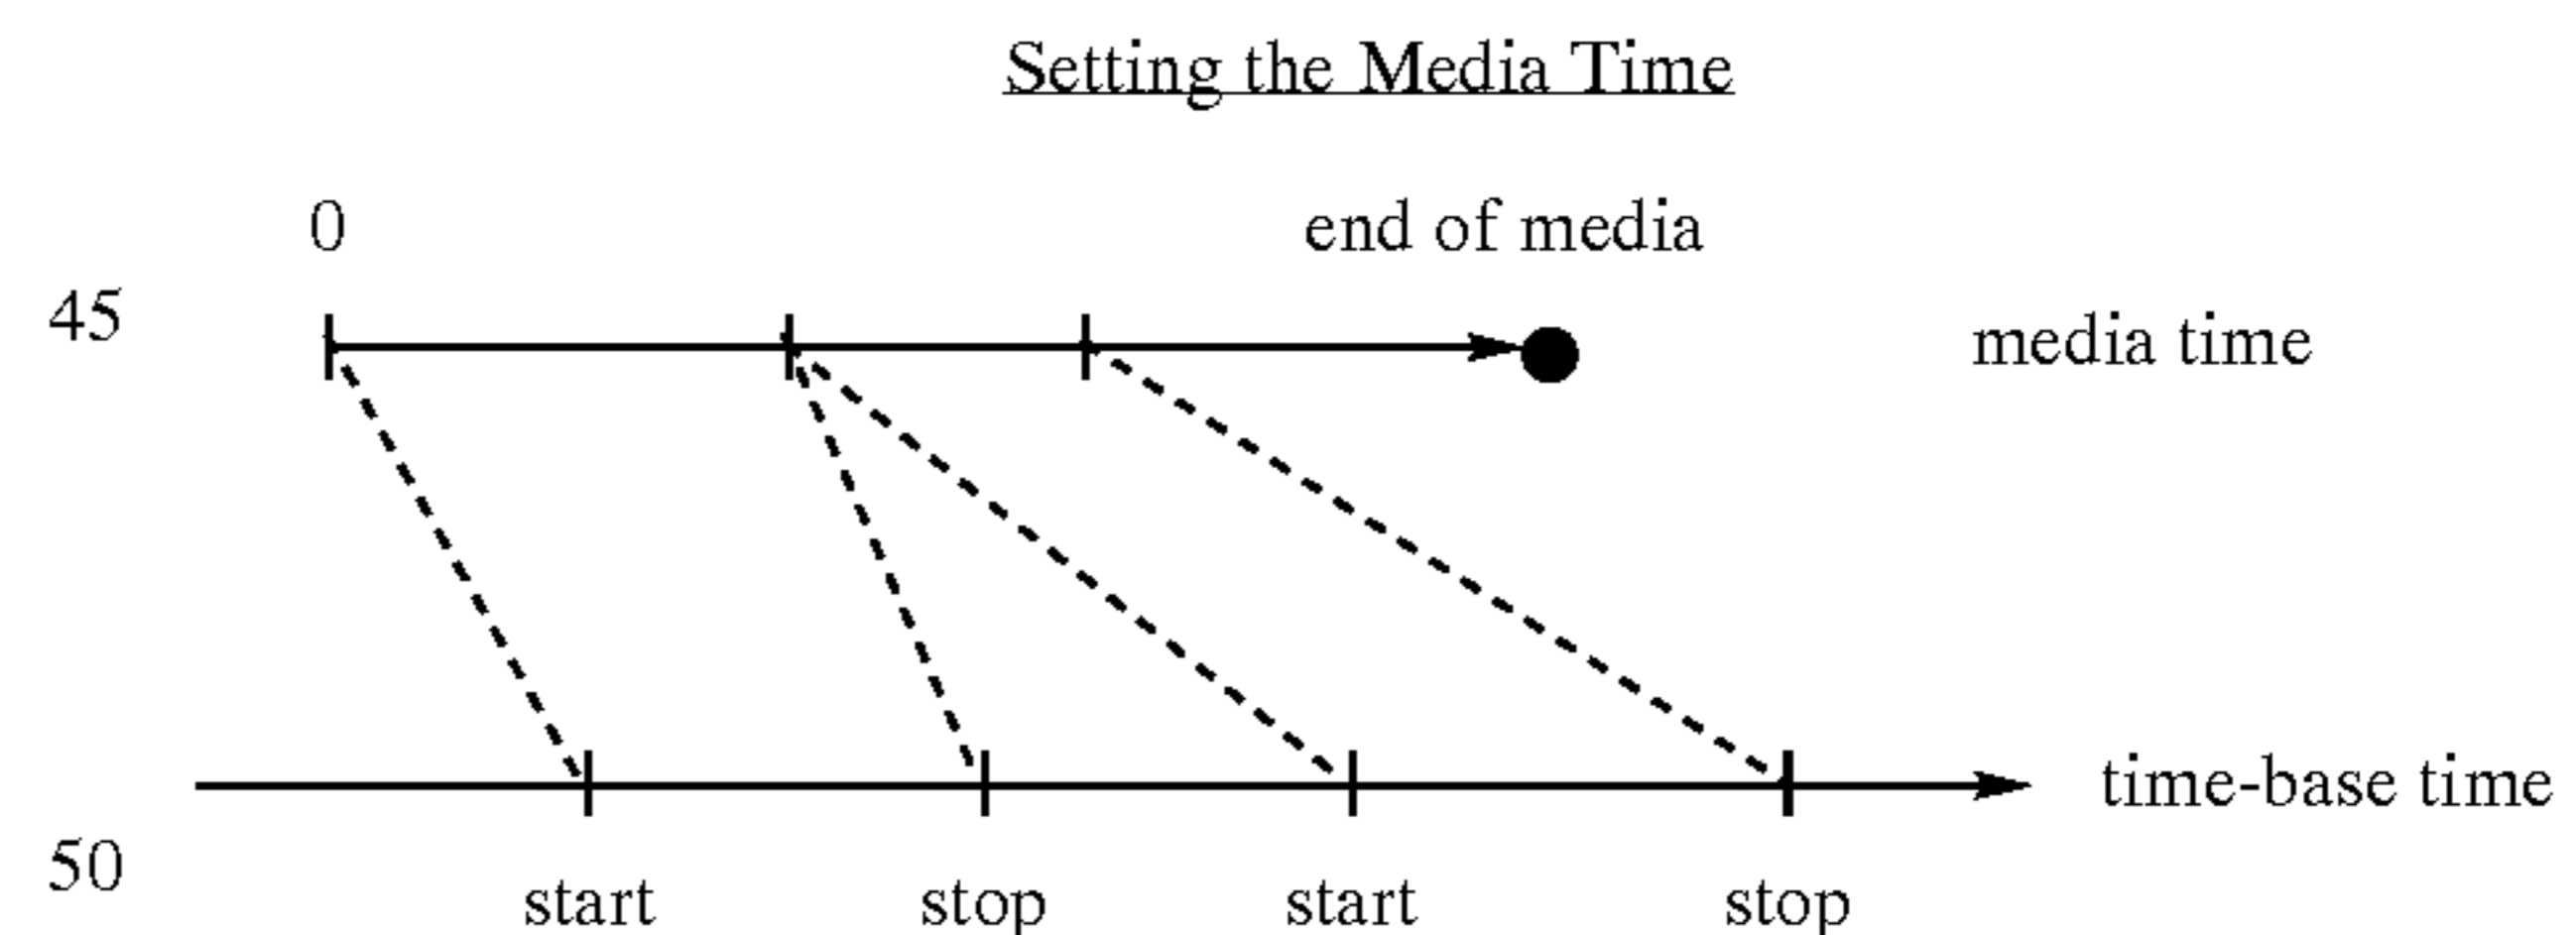 Setting the Media Time
0 end of media
45 media time
time-base time
50 start stop start stop